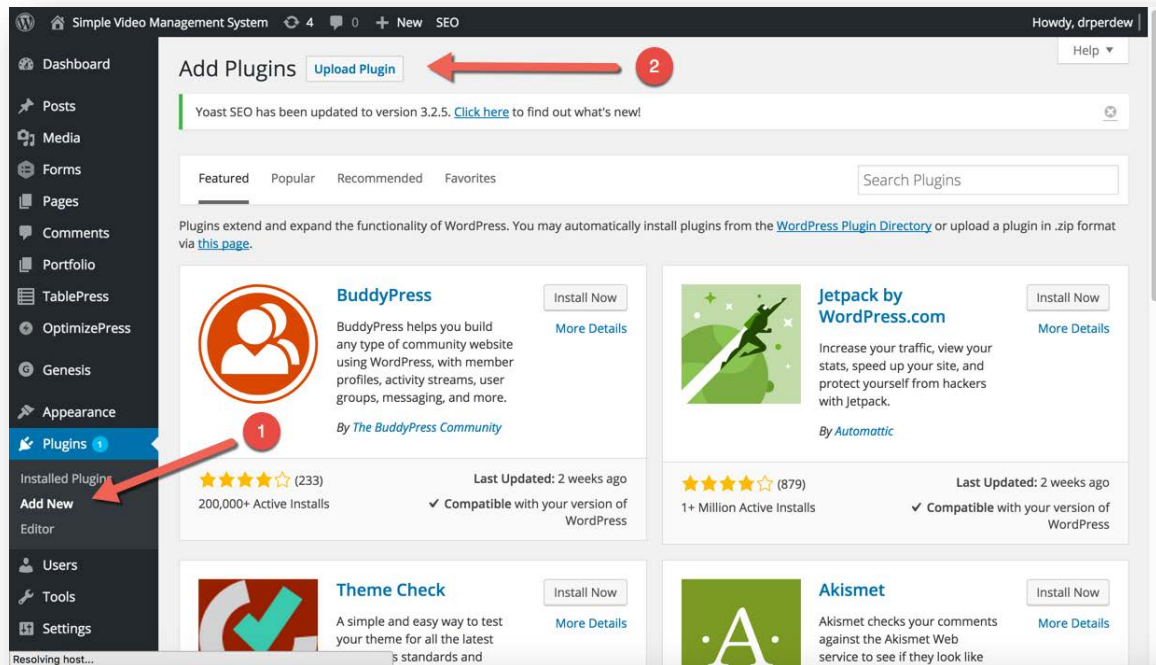 Simple Video Management System 4 0 + New SEO
Howdy, drperdew
Dashboard
Posts
Media
Forms
Pages
Comments
Portfolio
TablePress
OptimizePress
Genesis
Appearance
Plugins 1
Installed Plugins
Add New
Editor
Users
Tools
Settings
Resolving host...
1
Help
Add Plugins Upload Plugin
2
Yoast SEO has been updated to version 3.2.5. Click here to find out what's new!
Featured Popular Recommended Favorites
Search Plugins
Plugins extend and expand the functionality of WordPress. You may automatically install plugins from the WordPress Plugin Directory or upload a plugin in .zip format
via this page.
BuddyPress
Install Now
More Details
BuddyPress helps you build
any type of community website
using WordPress, with member
profiles, activity streams, user
groups, messaging, and more.
By The BuddyPress Community
(233)
200,000+ Active Installs
Last Updated: 2 weeks ago
✓ Compatible with your version of
WordPress
Jetpack by
WordPress.com
Install Now
More Details
Increase your traffic, view your
stats, speed up your site, and
protect yourself from hackers
with Jetpack.
By Automattic
(879)
1+ Million Active Installs
Last Updated: 2 weeks ago
✓ Compatible with your version of
WordPress
Theme Check
Install Now
More Details
A simple and easy way to test
your theme for all the latest
standards and
·A·
Akismet
Install Now
More Details
Akismet checks your comments
against the Akismet Web
service to see if they look like